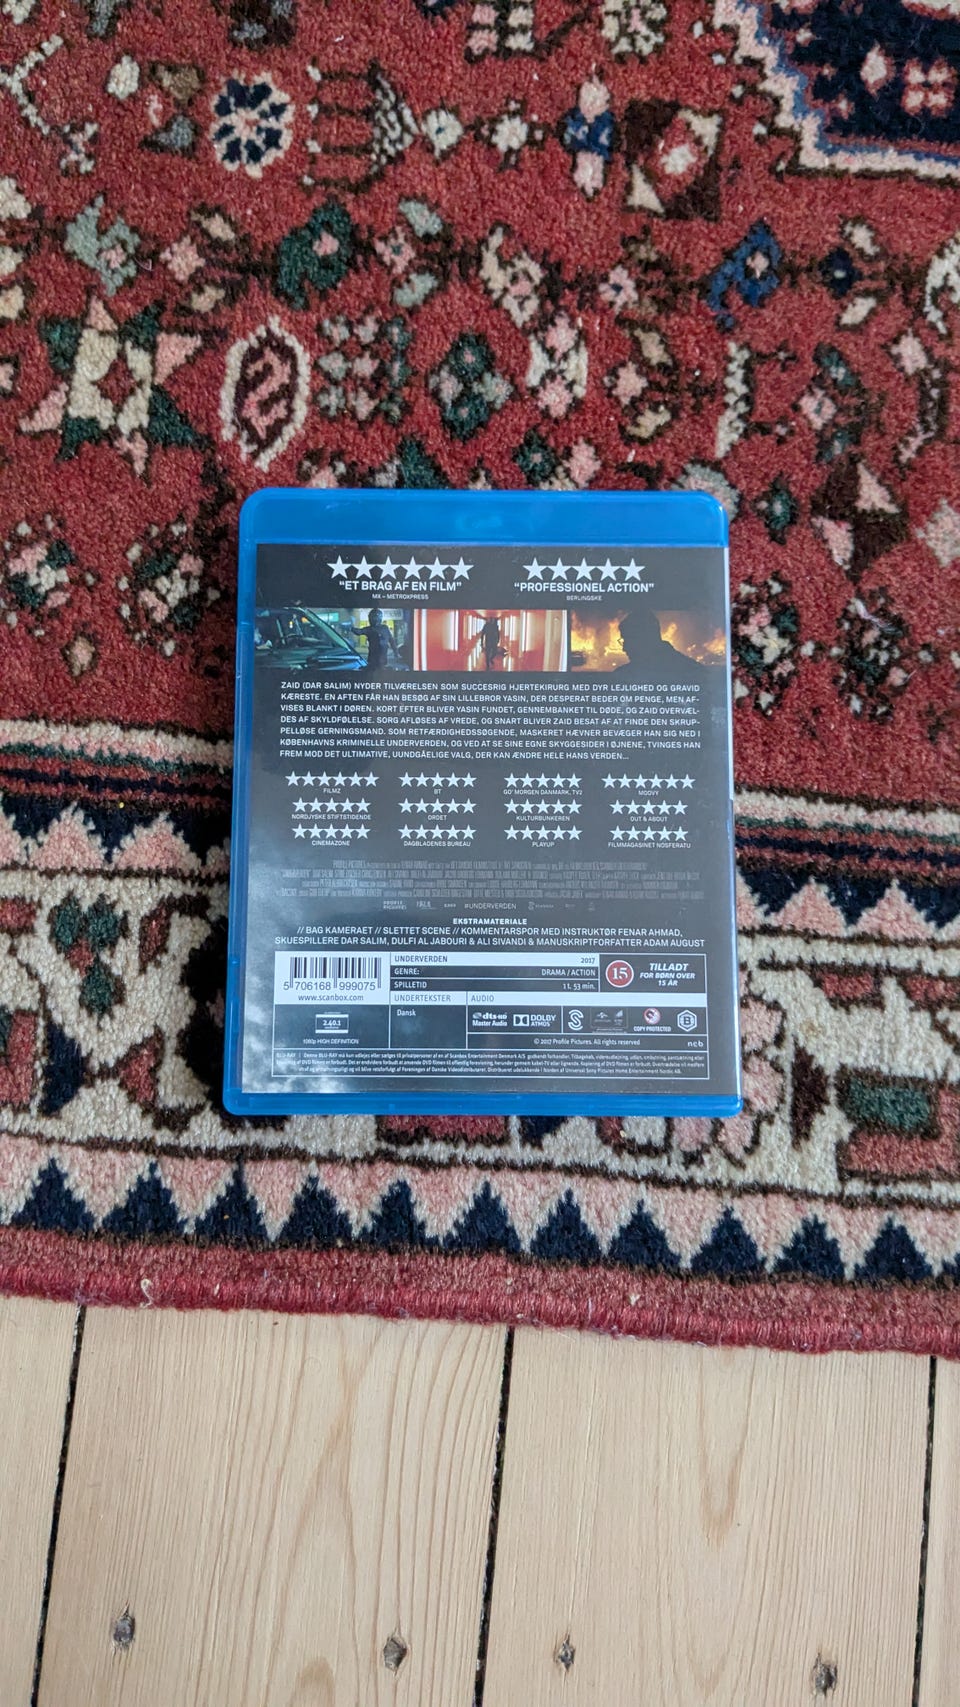 "ET BRAG AF EN FILM" "PROFESSIONEL ACTION"
MX – METROXPRESS BERLINGSKE
ZAID (DAR SALIM) NYDER TILVÆRELSEN SOM SUCCESRIG HJERTEKIRURG MED DYR LEJLIGHED OG GRAVID
KÆRESTE. EN AFTEN FÅR HAN BESØG AF SIN LILLEBROR YASIN, DER DESPERAT BEDER OM PENGE, MEN AF-
VISES BLANKT I DØREN. KORT EFTER BLIVER YASIN FUNDET, GENNEMBANKET TIL DØDE, OG ZAID OVERVÆL-
DES AF SKYLDFØLELSE. SORG AFLØSES AF VREDE, OG SNART BLIVER ZAID BESAT AF AT FINDE DEN SKRUP-
PELLØSE GERNINGSMAND. SOM RETFÆRDIGHEDSSØGENDE, MASKERET HÆVNER BEVÆGER HAN SIG NED I
KØBENHAVNS KRIMINELLE UNDERVERDEN, OG VED AT SE SINE EGNE SKYGGESIDER I ØJNENE, TVINGES HAN
FREM MOD DET ULTIMATIVE, UUNDGÅELIGE VALG, DER KAN ÆNDRE HELE HANS VERDEN...
FILMZ BT GO' MORGEN DANMARK, TV2 MOOVY
NORDJYSKE STIFTSTIDENDE ORDET KULTURBUNKEREN OUT & ABOUT
CINEMAZONE DAGBLADENES BUREAU PLAYUP FILMMAGASINET NOSFERATU
#UNDERVERDEN
EKSTRAMATERIALE
// BAG KAMERAET // SLETTET SCENE // KOMMENTARSPOR MED INSTRUKTØR FENAR AHMAD,
SKUESPILLERE DAR SALIM, DULFI AL JABOURI & ALI SIVANDI & MANUSKRIPTFORFATTER ADAM AUGUST
5 706168 999075
www.scanbox.com
UNDERVERDEN 2017
GENRE: DRAMA / ACTION
SPILLETID 1 t. 53 min.
15 TILLADT
FOR BØRN OVER
15 ÅR
UNDERTEKSTER AUDIO
Dansk
dts-HD
Master Audio
DOLBY
ATMOS
COPY PROTECTED
2.40:1
1080p HIGH DEFINITION
© 2017 Profile Pictures. All rights reserved
ncb